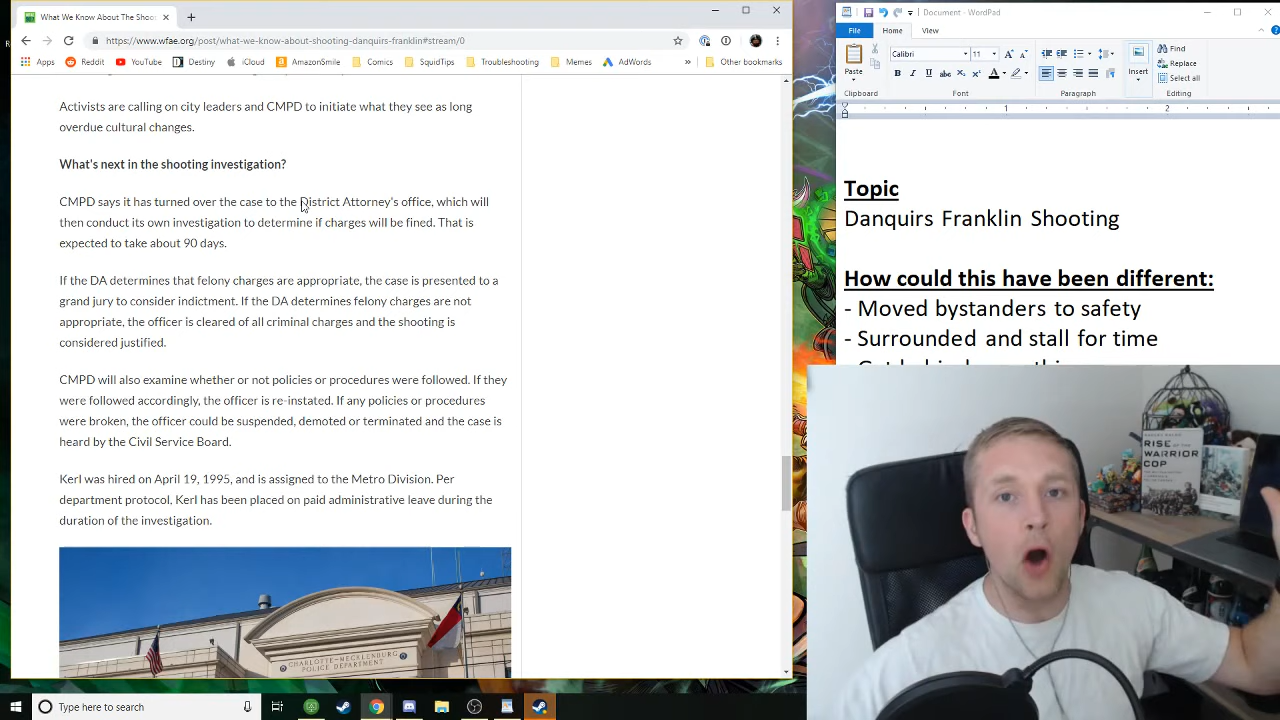 What We Know About The Shoo
https://
/post/what-we-know-about-shooting-danquirs-franklin#stream/0
Apps Reddit YouTube Destiny iCloud AmazonSmile Comics SquidTips Troubleshooting Memes AdWords » Other bookmarks
Activists are calling on city leaders and CMPD to initiate what they see as long
overdue cultural changes.
What's next in the shooting investigation?
CMPD says it has turned over the case to the District Attorney's office, which will
then conduct its own investigation to determine if charges will be fined. That is
expected to take about 90 days.
If the DA determines that felony charges are appropriate, the case is presented to a
grand jury to consider indictment. If the DA determines felony charges are not
appropriate, the officer is cleared of all criminal charges and the shooting is
considered justified.
CMPD will also examine whether or not policies or procedures were followed. If they
were followed accordingly, the officer is re-instated. If any policies or procedures
were broken, the officer could be suspended, demoted or terminated and the case is
heard by the Civil Service Board.
Kerl was hired on April 19, 1995, and is assigned to the Metro Division. Per
department protocol, Kerl has been placed on paid administrative leave during the
duration of the investigation.
CHARLOTTE-MECKLENBURG
POLICE DEPARTMENT
Type here to search
Document - WordPad
File Home View
Paste
Calibri 11
Insert
Find
Replace
Select all
Clipboard Font Paragraph Editing
1 2
Topic
Danquirs Franklin Shooting
How could this have been different:
- Moved bystanders to safety
- Surrounded and stall for time
RISE OF THE
WARRIOR
COP